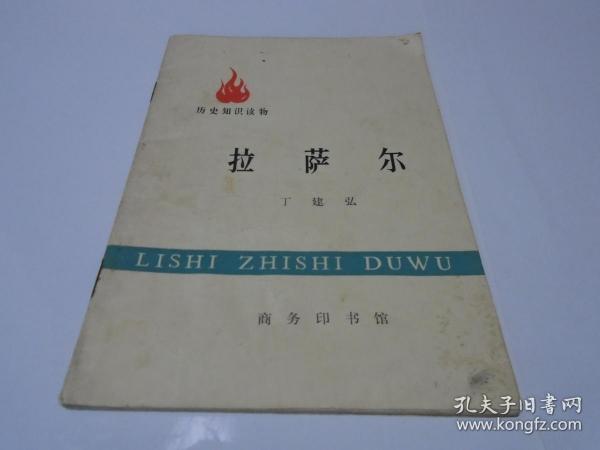 历史知识读物
拉萨尔
丁建弘
LISHI ZHISHI DUWU
商务印书馆
孔夫子旧書网
www.kongfz.com